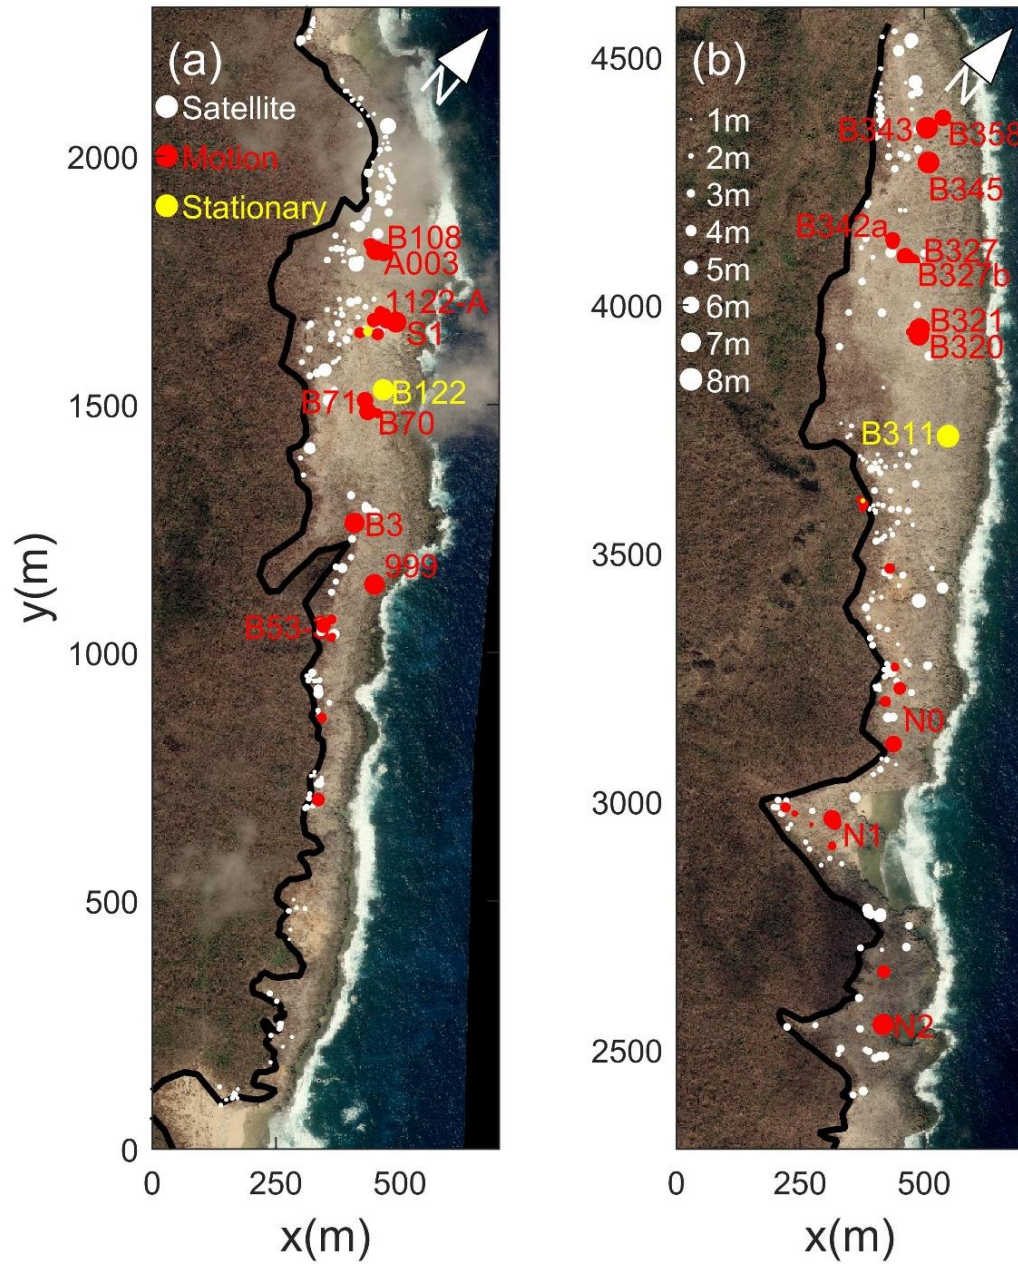 (a)
N
Satellite
Motion
Stationary
B108
A003
1122-A
S1
B122
B71
B70
B3
999
B53-3
2000
1500
1000
500
0
y(m)
0
250
500
x(m)
(b)
N
1m
2m
3m
4m
5m
6m
7m
8m
B343
B358
B345
B342a
B327
B327b
B321
B320
B311
N0
N1
N2
4500
4000
3500
3000
2500
0
250
500
x(m)